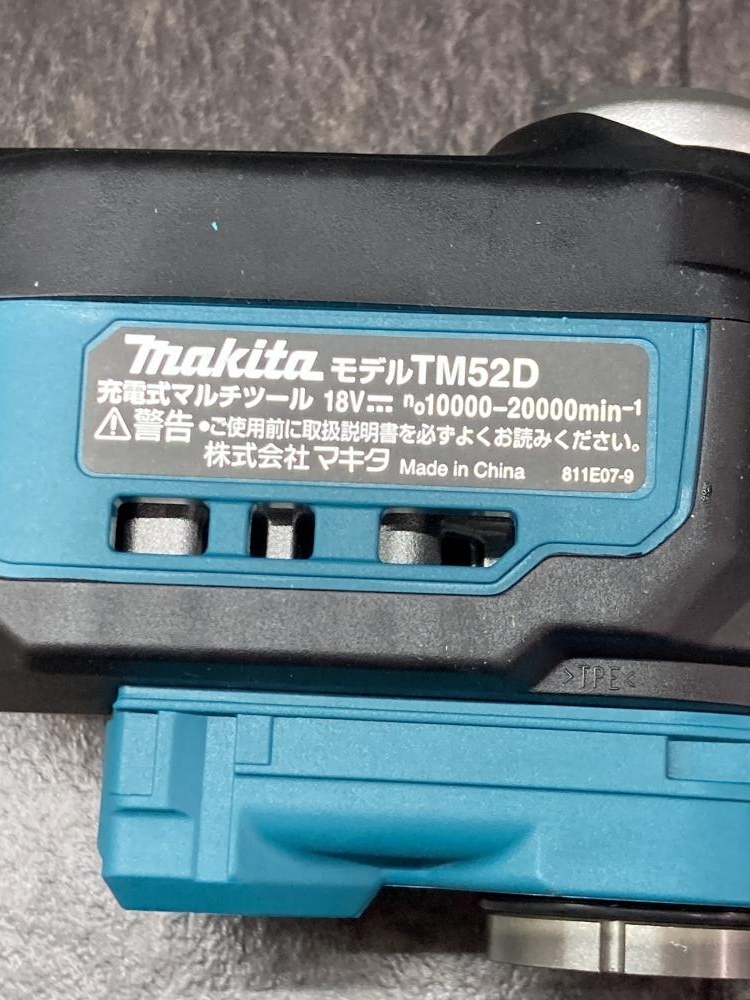 makita モデルTM52D
充電式マルチツール 18V⎓ n₀10000-20000min⁻¹
⚠警告 •ご使用前に取扱説明書を必ずよくお読みください。
株式会社マキタ Made in China 811E07-9
>TPE<